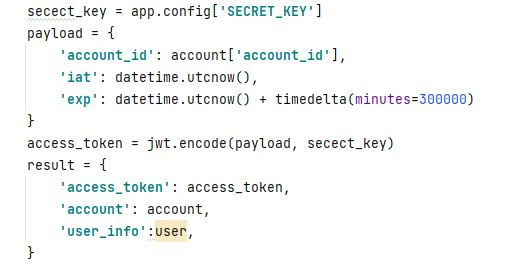 secect_key = app.config['SECRET_KEY']
payload = {
    'account_id': account['account_id'],
    'iat': datetime.utcnow(),
    'exp': datetime.utcnow() + timedelta(minutes=300000)
}
access_token = jwt.encode(payload, secect_key)
result = {
    'access_token': access_token,
    'account': account,
    'user_info':user,
}